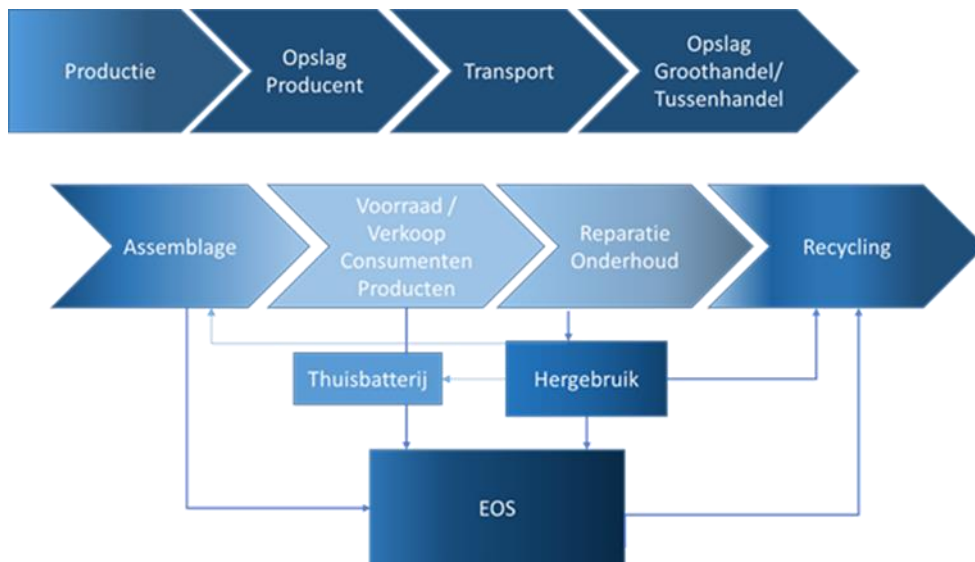 Productie
Opslag
Producent
Transport
Opslag
Groothandel/
Tussenhandel
Assemblage
Voorraad /
Verkoop
Consumenten
Producten
Reparatie
Onderhoud
Recycling
Thuisbatterij
Hergebruik
EOS